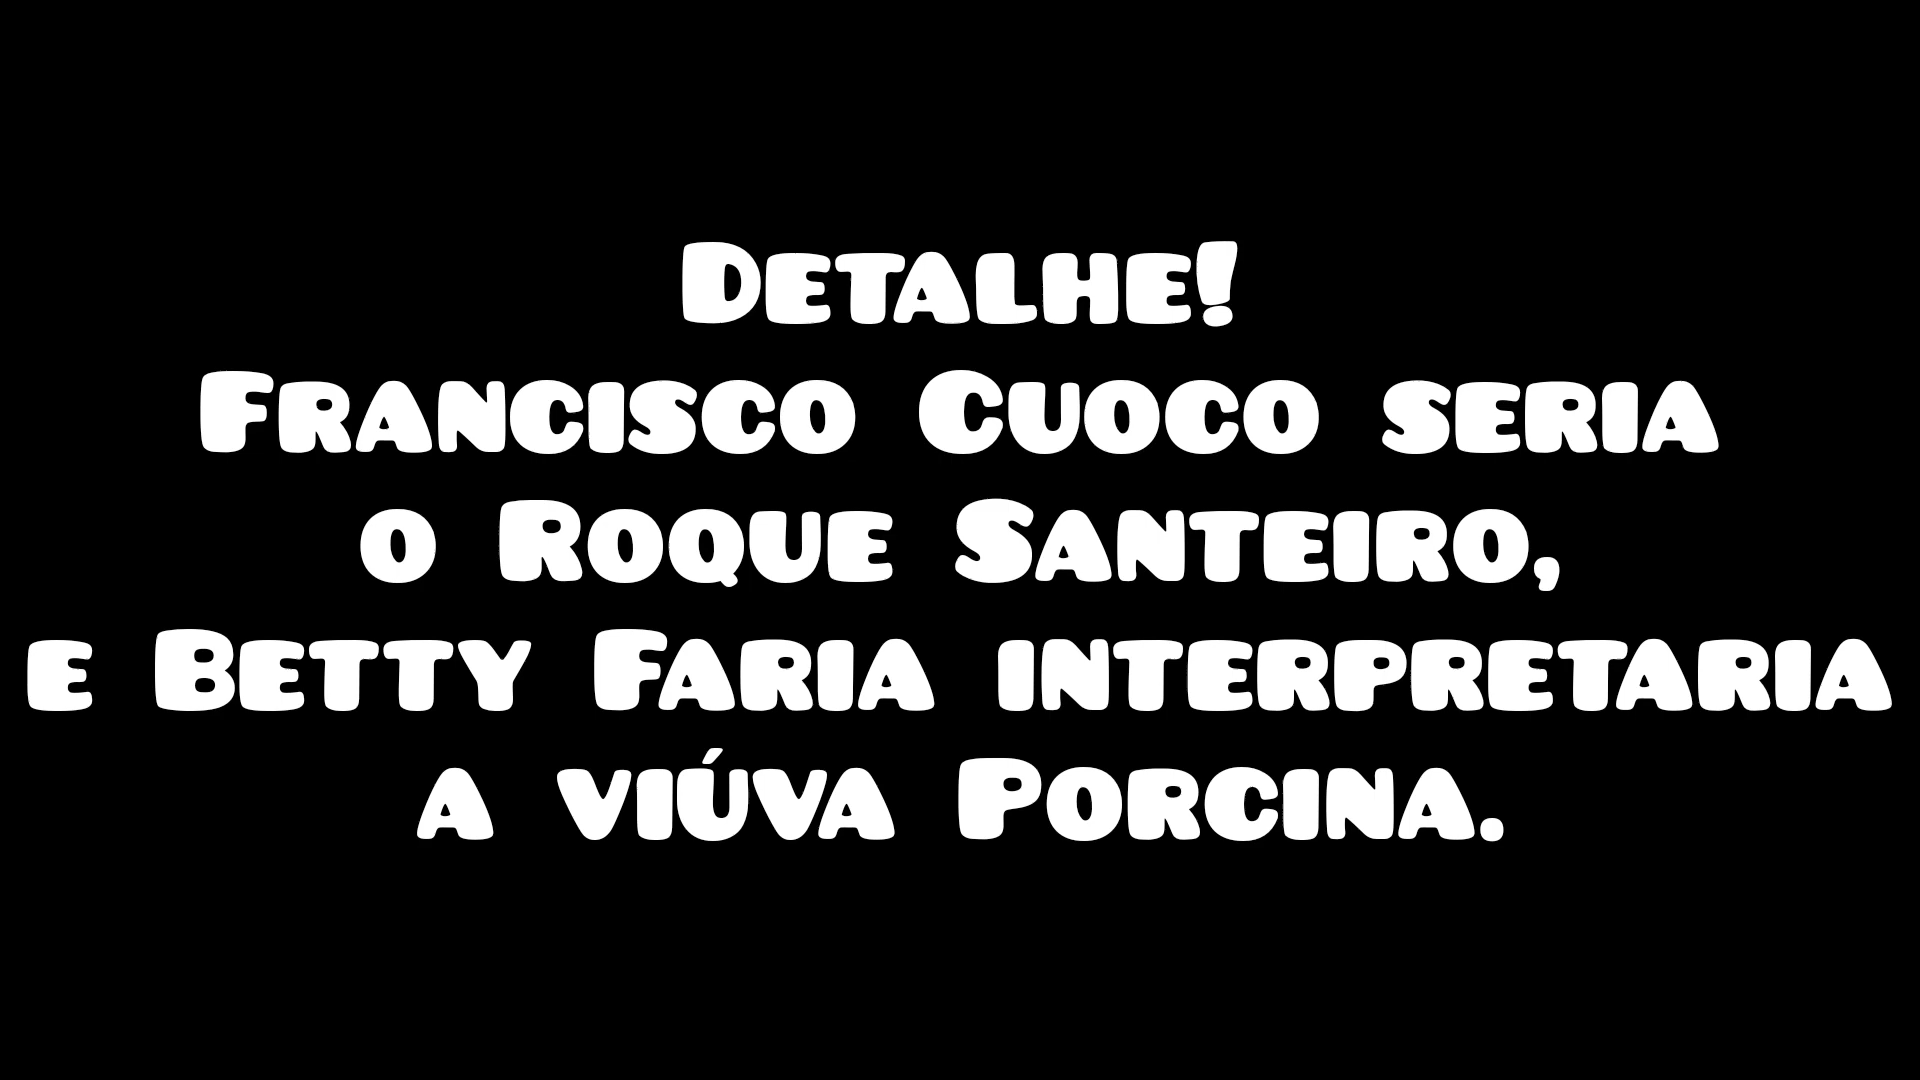 Detalhe!
Francisco Cuoco seria
o Roque Santeiro,
e Betty Faria interpretaria
a viúva Porcina.